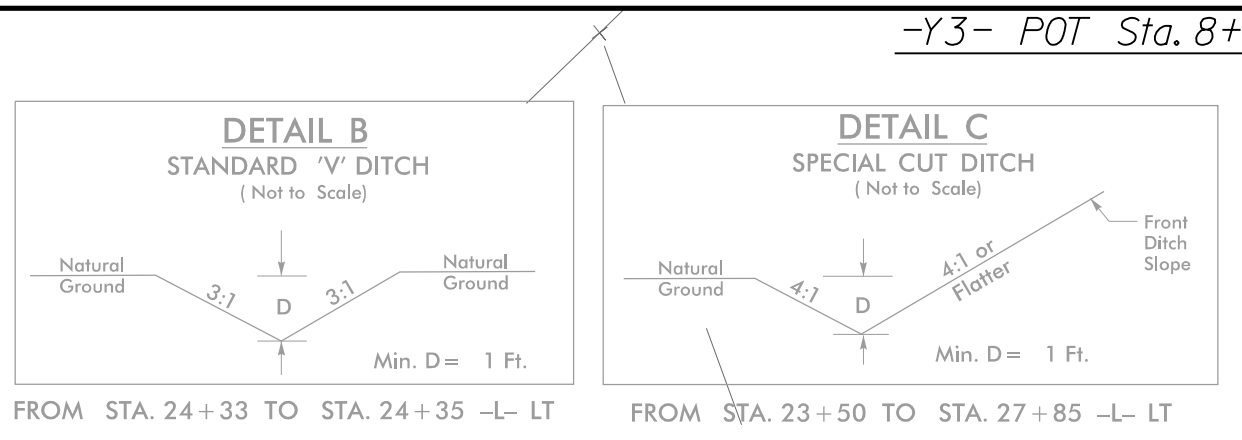 -Y3- POT Sta. 8+
DETAIL B
STANDARD 'V' DITCH
( Not to Scale)
Natural
Ground
3:1
D
3:1
Natural
Ground
Min. D = 1 Ft.
FROM STA. 24+33 TO STA. 24+35 -L- LT
DETAIL C
SPECIAL CUT DITCH
( Not to Scale)
Natural
Ground
4:1
D
4:1 or
Flatter
Front
Ditch
Slope
Min. D = 1 Ft.
FROM STA. 23+50 TO STA. 27+85 -L- LT